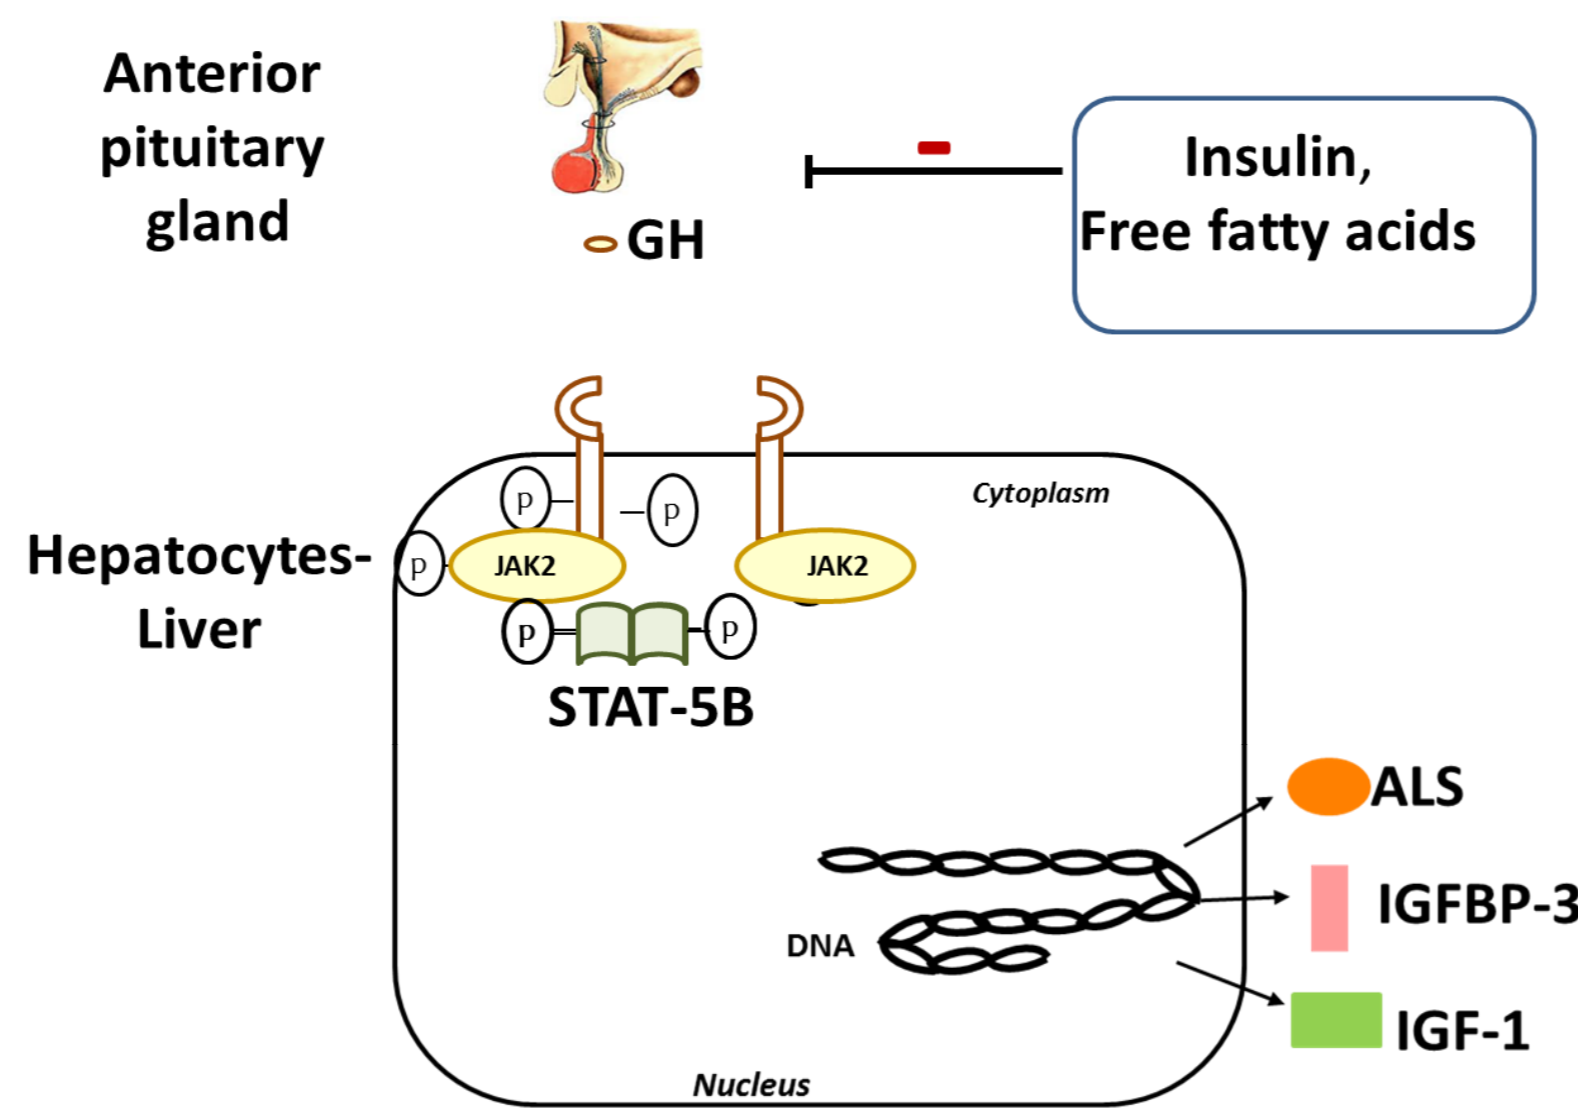 Anterior
pituitary
gland
GH
Insulin,
Free fatty acids
Cytoplasm
p
p
p
Hepatocytes-
Liver
JAK2
JAK2
p
p
STAT-5B
ALS
IGFBP-3
DNA
IGF-1
Nucleus